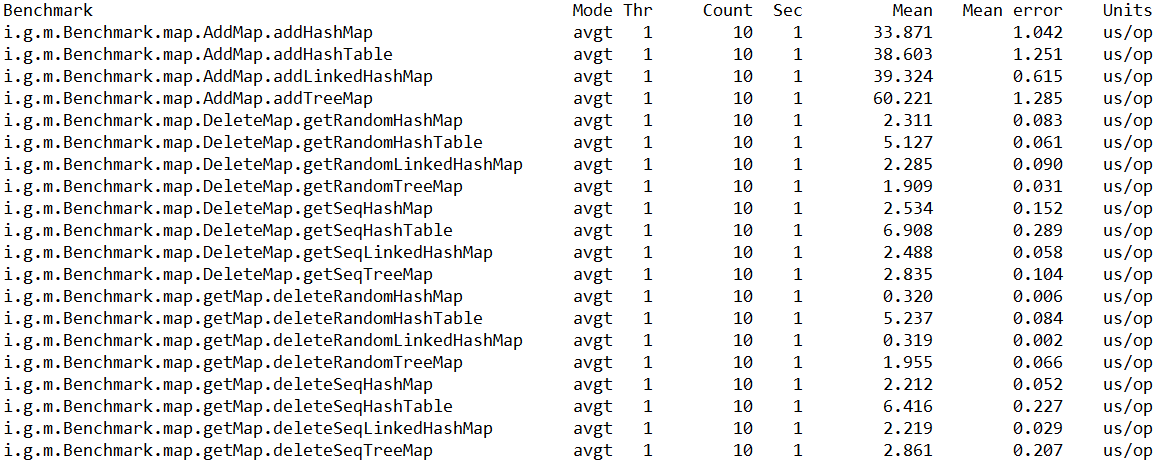 Benchmark Mode Thr Count Sec Mean Mean error Units
i.g.m.Benchmark.map.AddMap.addHashMap avgt 1 10 1 33.871 1.042 us/op
i.g.m.Benchmark.map.AddMap.addHashTable avgt 1 10 1 38.603 1.251 us/op
i.g.m.Benchmark.map.AddMap.addLinkedHashMap avgt 1 10 1 39.324 0.615 us/op
i.g.m.Benchmark.map.AddMap.addTreeMap avgt 1 10 1 60.221 1.285 us/op
i.g.m.Benchmark.map.DeleteMap.getRandomHashMap avgt 1 10 1 2.311 0.083 us/op
i.g.m.Benchmark.map.DeleteMap.getRandomHashTable avgt 1 10 1 5.127 0.061 us/op
i.g.m.Benchmark.map.DeleteMap.getRandomLinkedHashMap avgt 1 10 1 2.285 0.090 us/op
i.g.m.Benchmark.map.DeleteMap.getRandomTreeMap avgt 1 10 1 1.909 0.031 us/op
i.g.m.Benchmark.map.DeleteMap.getSeqHashMap avgt 1 10 1 2.534 0.152 us/op
i.g.m.Benchmark.map.DeleteMap.getSeqHashTable avgt 1 10 1 6.908 0.289 us/op
i.g.m.Benchmark.map.DeleteMap.getSeqLinkedHashMap avgt 1 10 1 2.488 0.058 us/op
i.g.m.Benchmark.map.DeleteMap.getSeqTreeMap avgt 1 10 1 2.835 0.104 us/op
i.g.m.Benchmark.map.getMap.deleteRandomHashMap avgt 1 10 1 0.320 0.006 us/op
i.g.m.Benchmark.map.getMap.deleteRandomHashTable avgt 1 10 1 5.237 0.084 us/op
i.g.m.Benchmark.map.getMap.deleteRandomLinkedHashMap avgt 1 10 1 0.319 0.002 us/op
i.g.m.Benchmark.map.getMap.deleteRandomTreeMap avgt 1 10 1 1.955 0.066 us/op
i.g.m.Benchmark.map.getMap.deleteSeqHashMap avgt 1 10 1 2.212 0.052 us/op
i.g.m.Benchmark.map.getMap.deleteSeqHashTable avgt 1 10 1 6.416 0.227 us/op
i.g.m.Benchmark.map.getMap.deleteSeqLinkedHashMap avgt 1 10 1 2.219 0.029 us/op
i.g.m.Benchmark.map.getMap.deleteSeqTreeMap avgt 1 10 1 2.861 0.207 us/op